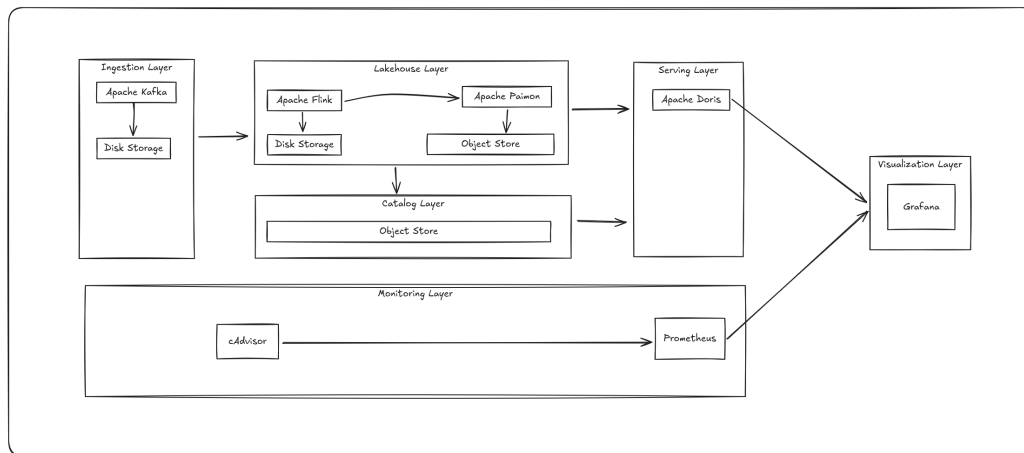 Ingestion Layer
Apache Kafka
Disk Storage
Lakehouse Layer
Apache Flink
Apache Paimon
Disk Storage
Object Store
Catalog Layer
Object Store
Serving Layer
Apache Doris
Visualization Layer
Grafana
Monitoring Layer
cAdvisor
Prometheus